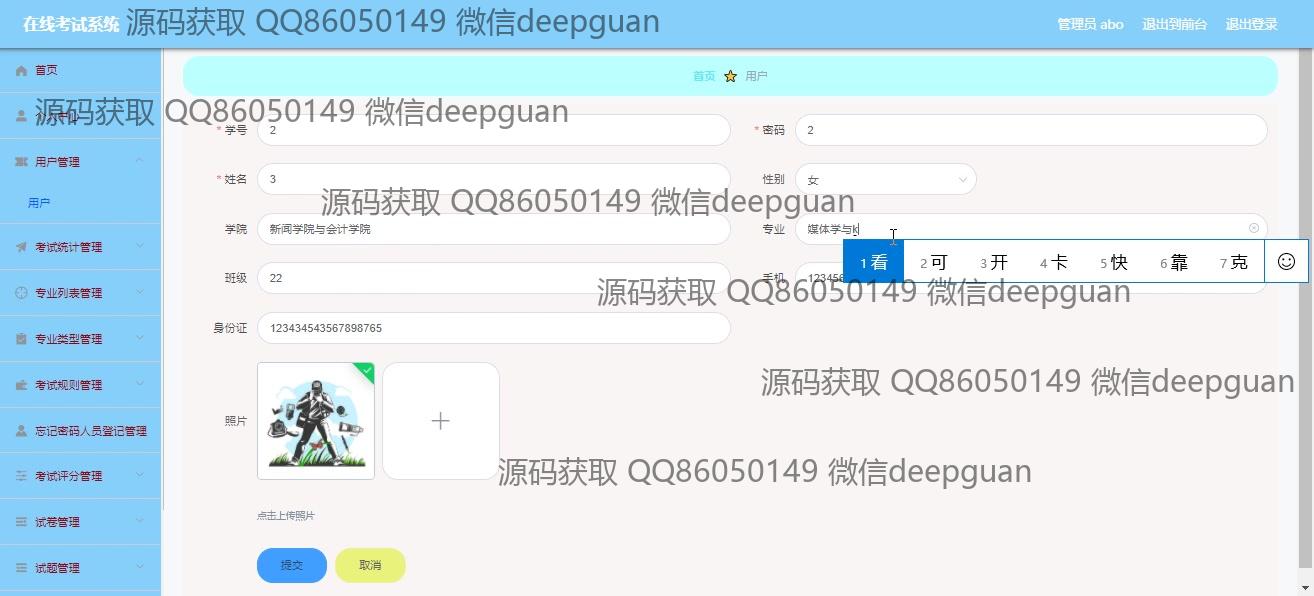 在线考试系统 源码获取 QQ86050149 微信deepguan 管理员 abo 退出到前台 退出登录
首页
首页 用户
源码获取 QQ86050149 微信deepguan
* 学号 2 * 密码 2
用户管理
* 姓名 3 性别 女
用户
源码获取 QQ86050149 微信deepguan
学院 新闻学院与会计学院 专业 媒体学与k
考试统计管理
1 看 2 可 3 开 4 卡 5 快 6 靠 7 克
班级 22 手机 123456
专业列表管理
源码获取 QQ86050149 微信deepguan
身份证 123434543567898765
专业类型管理
考试规则管理
源码获取 QQ86050149 微信deepguan
照片
忘记密码人员登记管理
考试评分管理
源码获取 QQ86050149 微信deepguan
点击上传照片
试卷管理
提交 取消
试题管理